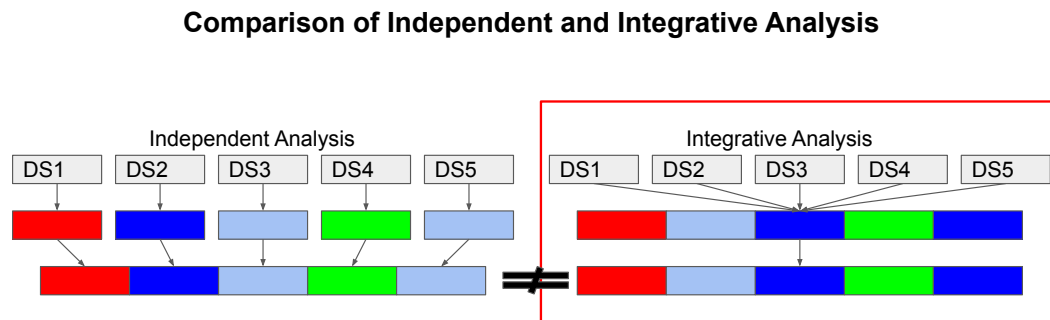 Comparison of Independent and Integrative Analysis
Independent Analysis
DS1 DS2 DS3 DS4 DS5
≠
Integrative Analysis
DS1 DS2 DS3 DS4 DS5